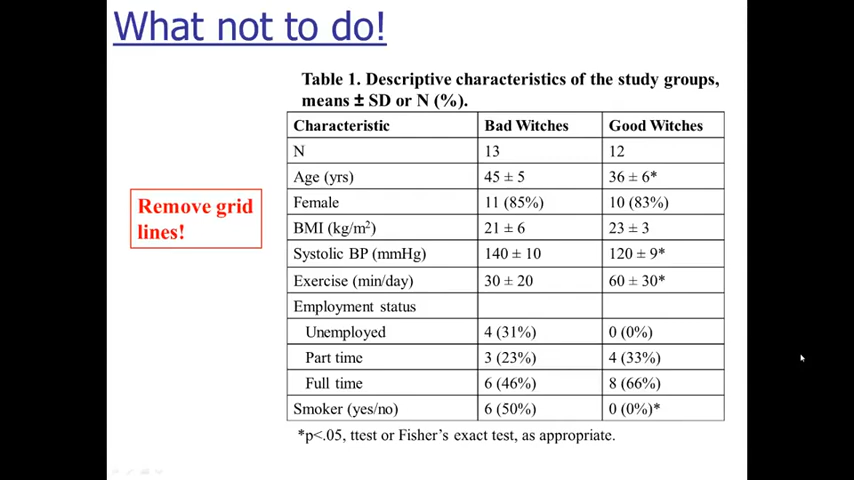 What not to do!
Table 1. Descriptive characteristics of the study groups,
means ± SD or N (%).
Characteristic Bad Witches Good Witches
N 13 12
Age (yrs) 45 ± 5 36 ± 6*
Female 11 (85%) 10 (83%)
Remove grid
lines!
BMI (kg/m²) 21 ± 6 23 ± 3
Systolic BP (mmHg) 140 ± 10 120 ± 9*
Exercise (min/day) 30 ± 20 60 ± 30*
Employment status
Unemployed 4 (31%) 0 (0%)
Part time 3 (23%) 4 (33%)
Full time 6 (46%) 8 (66%)
Smoker (yes/no) 6 (50%) 0 (0%)*
*p<.05, ttest or Fisher’s exact test, as appropriate.